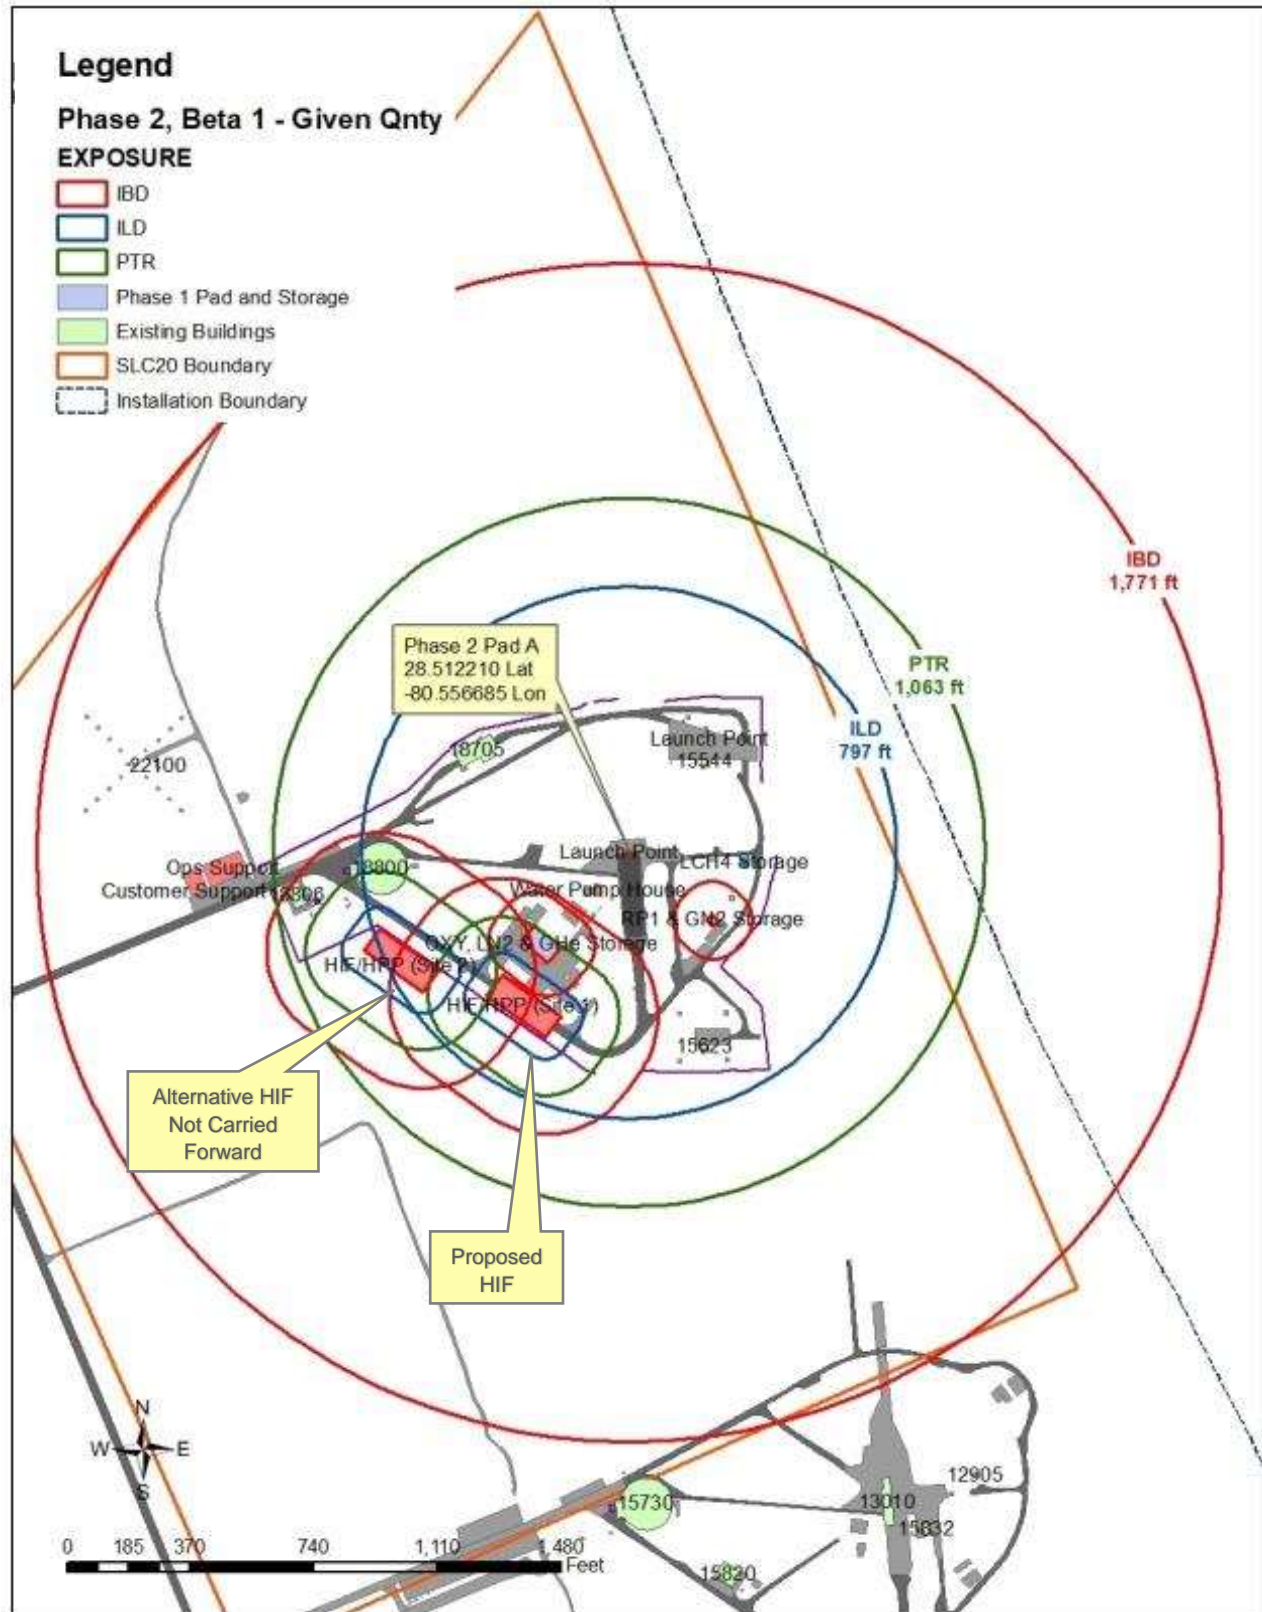 Legend
Phase 2, Beta 1 - Given Qnty
EXPOSURE
IBD
ILD
PTR
Phase 1 Pad and Storage
Existing Buildings
SLC20 Boundary
Installation Boundary
IBD
1,771 ft
PTR
1,063 ft
ILD
797 ft
Phase 2 Pad A
28.512210 Lat
-80.556685 Lon
18705
Launch Point
15544
22100
Launch Point
LCH4 Storage
Ops Support
18800
Customer Support
18806
Water Pump House
RP1 & GN2 Storage
OXY, LN2 & GHe Storage
HIF/HPP (Site 2)
HIF/HPP (Site 1)
15623
Alternative HIF
Not Carried
Forward
Proposed
HIF
N
W
E
S
12905
15730
13010
15832
15820
0 185 370 740 1,110 1,480
Feet